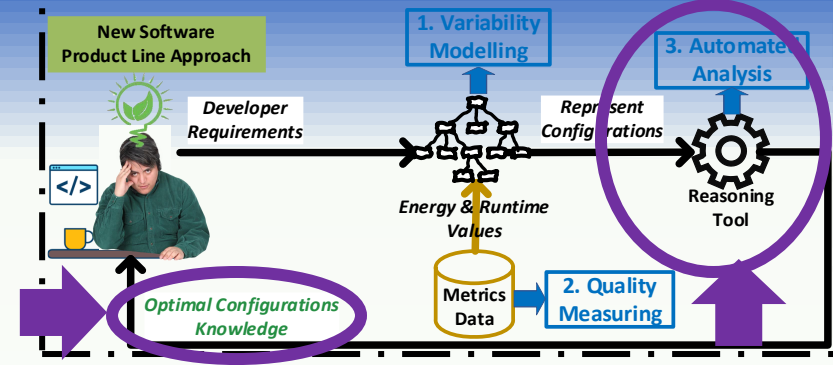 New Software
Product Line Approach
1. Variability
Modelling
3. Automated
Analysis
Developer
Requirements
Represent
Configurations
</>
Reasoning
Tool
Energy & Runtime
Values
Metrics
Data
2. Quality
Measuring
Optimal Configurations
Knowledge